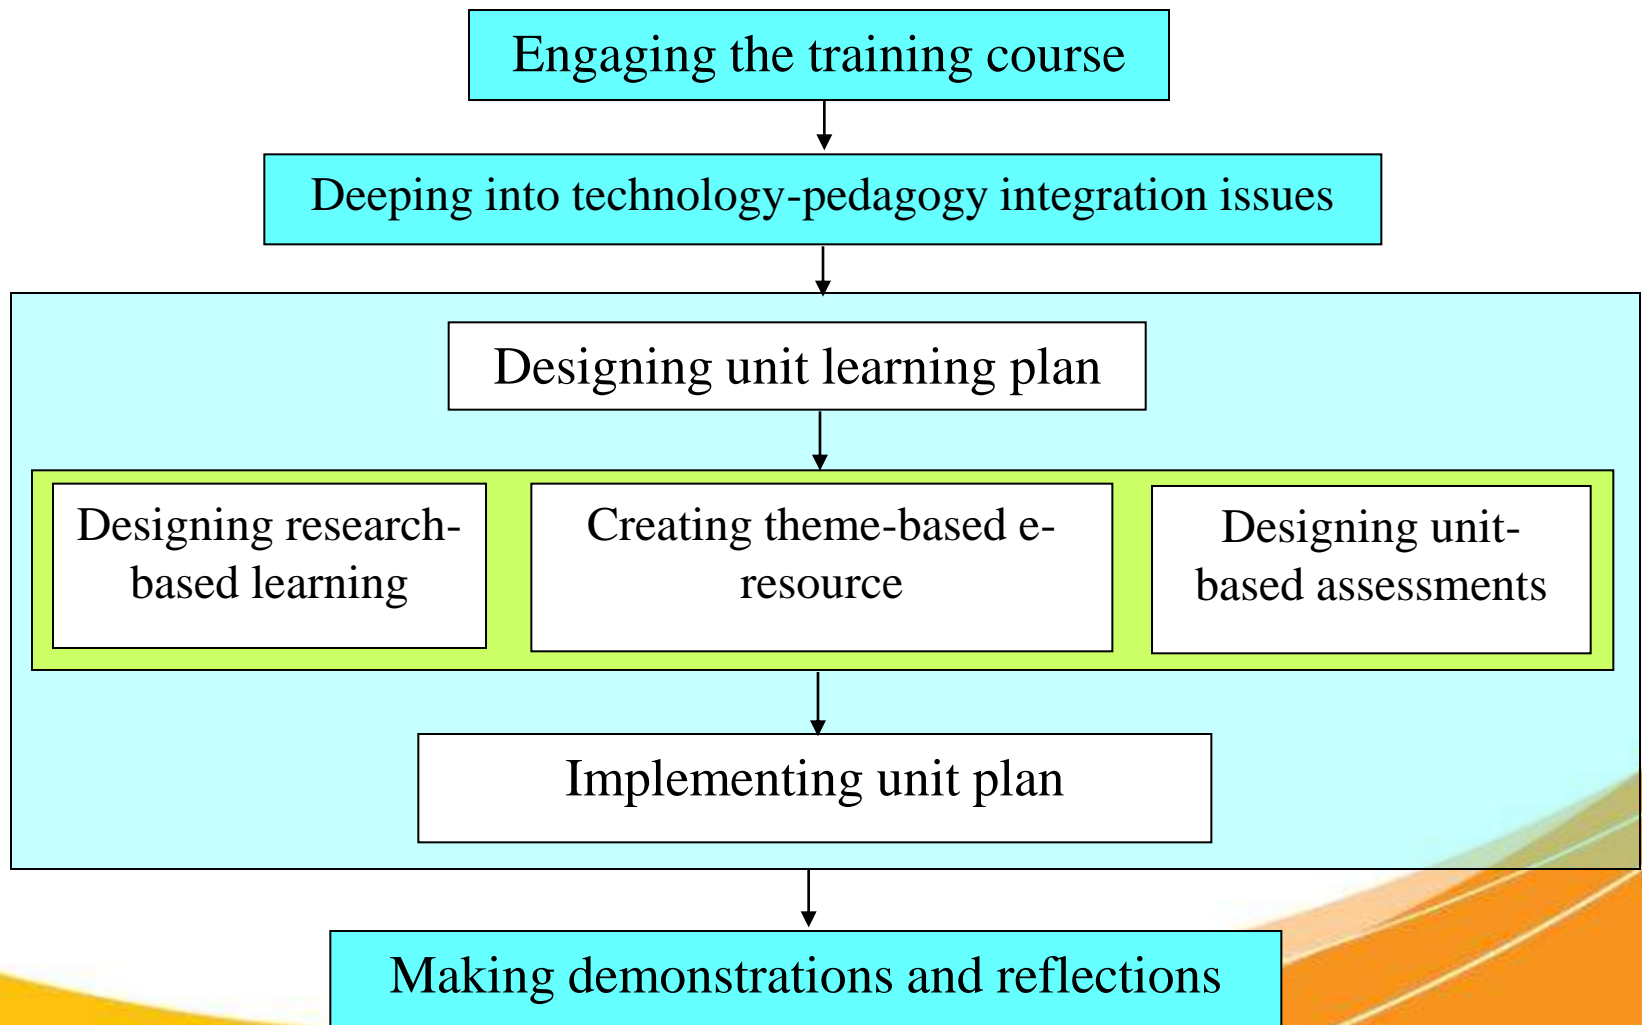 Engaging the training course
Deeping into technology-pedagogy integration issues
Designing unit learning plan
Designing research-
based learning
Creating theme-based e-
resource
Designing unit-
based assessments
Implementing unit plan
Making demonstrations and reflections